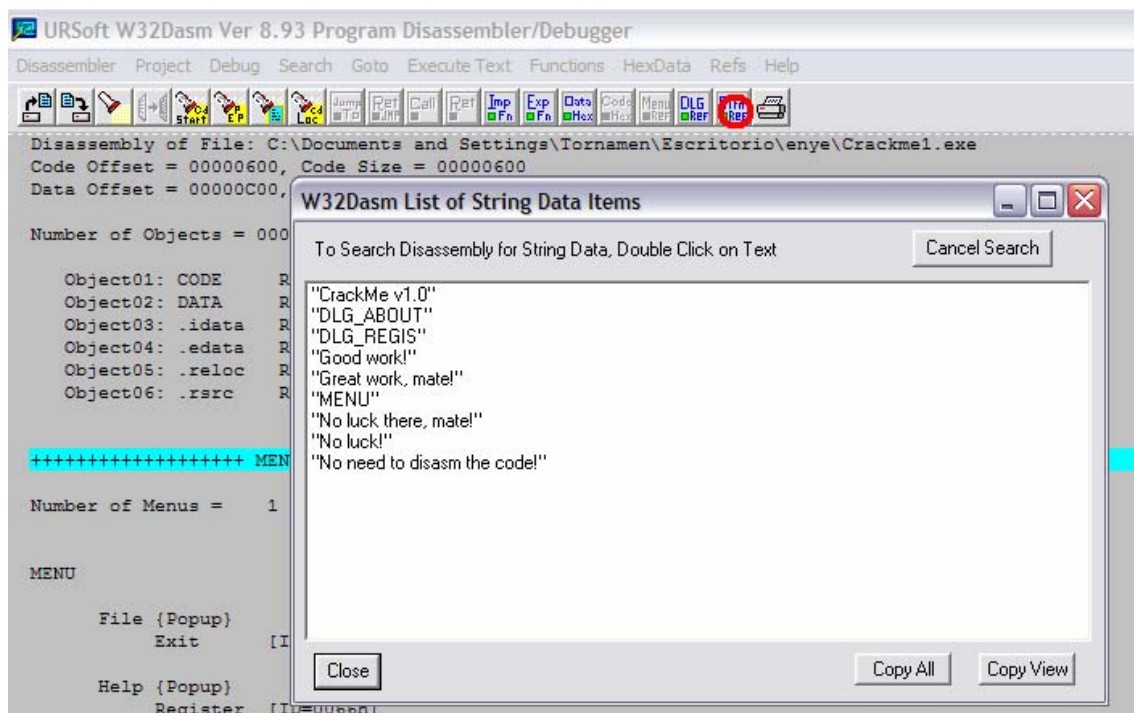 URSoft W32Dasm Ver 8.93 Program Disassembler/Debugger
Disassembler Project Debug Search Goto Execute Text Functions HexData Refs Help
Disassembly of File: C:\Documents and Settings\Tornamen\Escritorio\enye\Crackme1.exe
Code Offset = 00000600, Code Size = 00000600
Data Offset = 00000C00,
Number of Objects = 000
Object01: CODE R
Object02: DATA R
Object03: .idata R
Object04: .edata R
Object05: .reloc R
Object06: .rsrc R
+++++++++++++++++++ MEN
Number of Menus = 1
MENU
File {Popup}
Exit [I
Help {Popup}
Register [ID=0066h]
W32Dasm List of String Data Items
To Search Disassembly for String Data, Double Click on Text
Cancel Search
"CrackMe v1.0"
"DLG_ABOUT"
"DLG_REGIS"
"Good work!"
"Great work, mate!"
"MENU"
"No luck there, mate!"
"No luck!"
"No need to disasm the code!"
Close
Copy All
Copy View